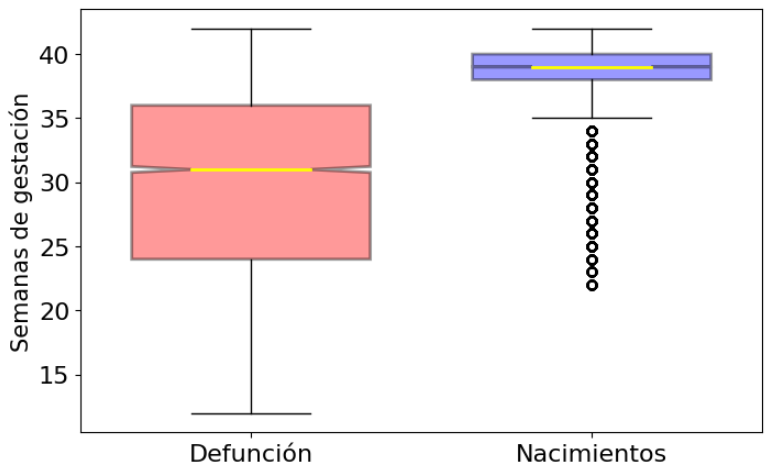 Semanas de gestación
40
35
30
25
20
15
Defunción
Nacimientos